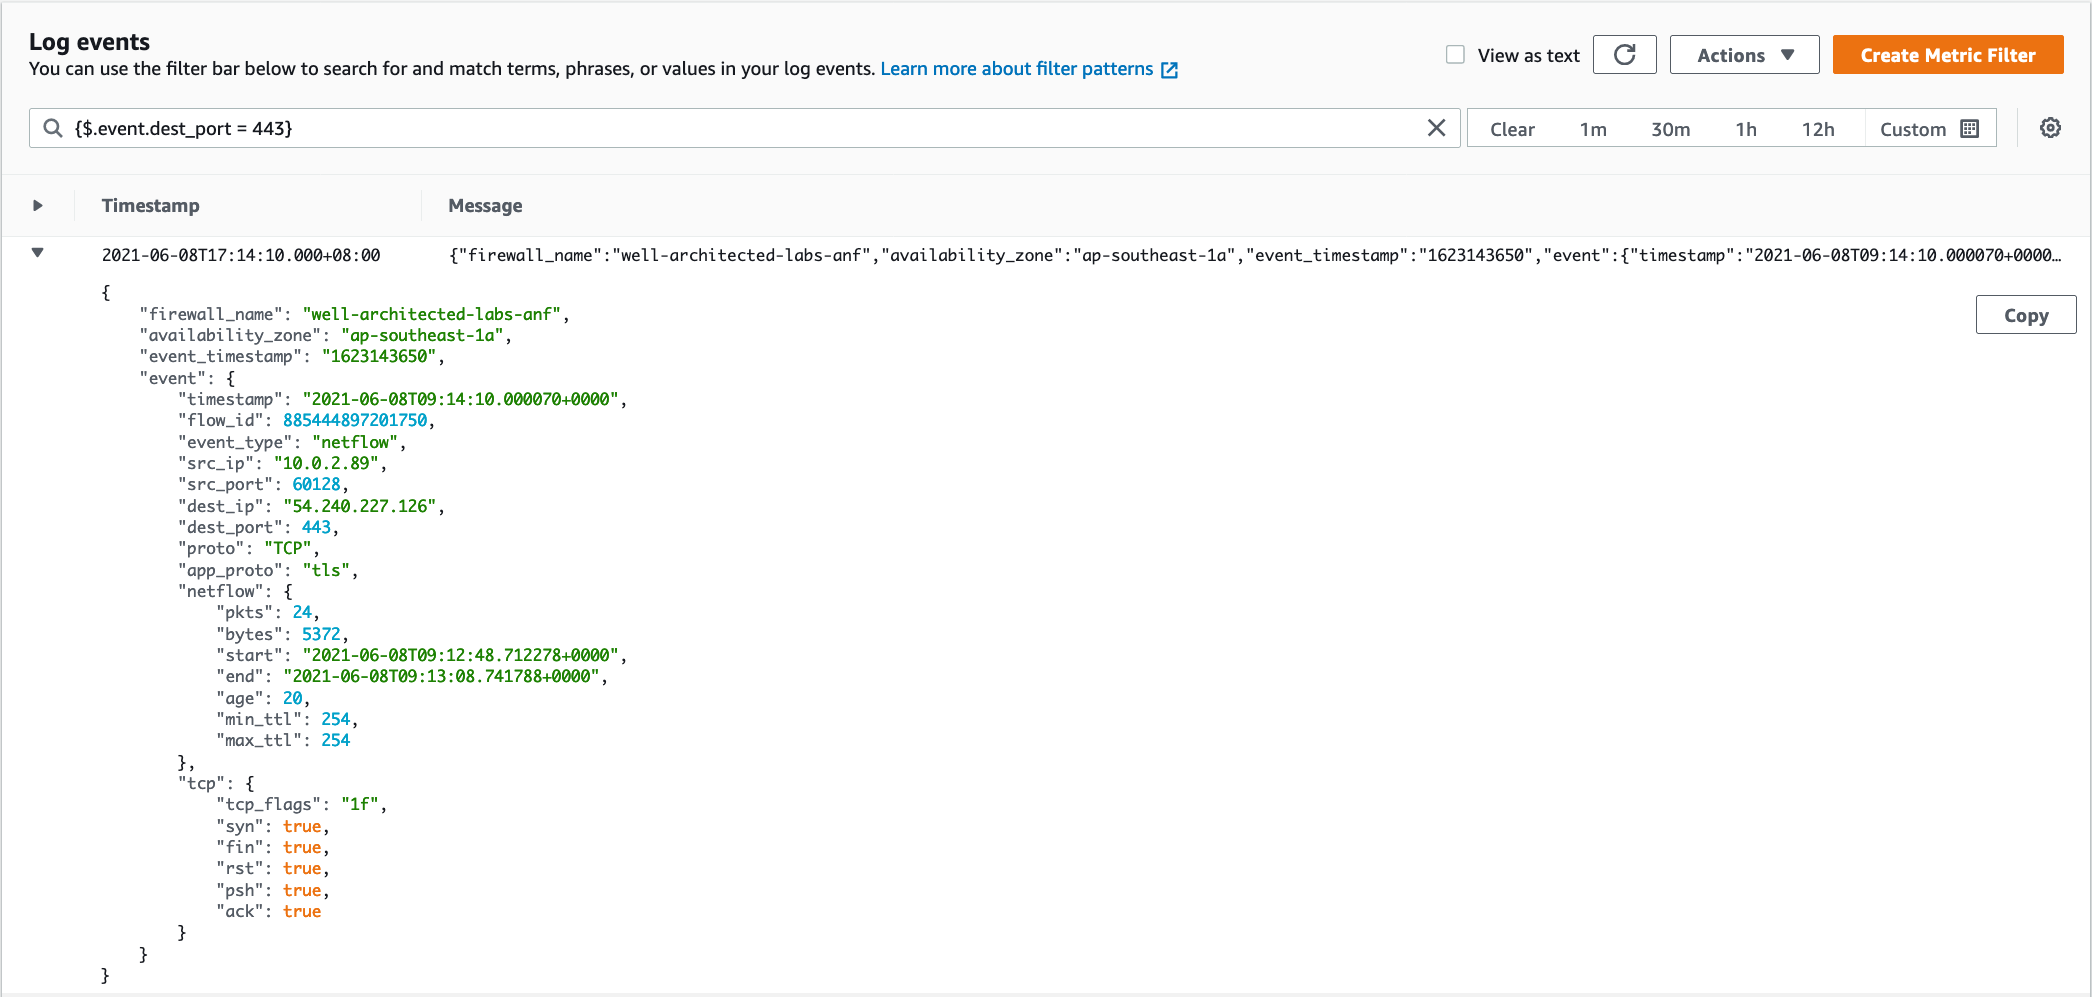 Log events
You can use the filter bar below to search for and match terms, phrases, or values in your log events. Learn more about filter patterns
View as text
Actions
Create Metric Filter
{$.event.dest_port = 443}
Clear 1m 30m 1h 12h Custom
Timestamp Message
2021-06-08T17:14:10.000+08:00 {"firewall_name":"well-architected-labs-anf","availability_zone":"ap-southeast-1a","event_timestamp":"1623143650","event":{"timestamp":"2021-06-08T09:14:10.000070+0000…
{
Copy
"firewall_name": "well-architected-labs-anf",
"availability_zone": "ap-southeast-1a",
"event_timestamp": "1623143650",
"event": {
"timestamp": "2021-06-08T09:14:10.000070+0000",
"flow_id": 885444897201750,
"event_type": "netflow",
"src_ip": "10.0.2.89",
"src_port": 60128,
"dest_ip": "54.240.227.126",
"dest_port": 443,
"proto": "TCP",
"app_proto": "tls",
"netflow": {
"pkts": 24,
"bytes": 5372,
"start": "2021-06-08T09:12:48.712278+0000",
"end": "2021-06-08T09:13:08.741788+0000",
"age": 20,
"min_ttl": 254,
"max_ttl": 254
},
"tcp": {
"tcp_flags": "1f",
"syn": true,
"fin": true,
"rst": true,
"psh": true,
"ack": true
}
}
}